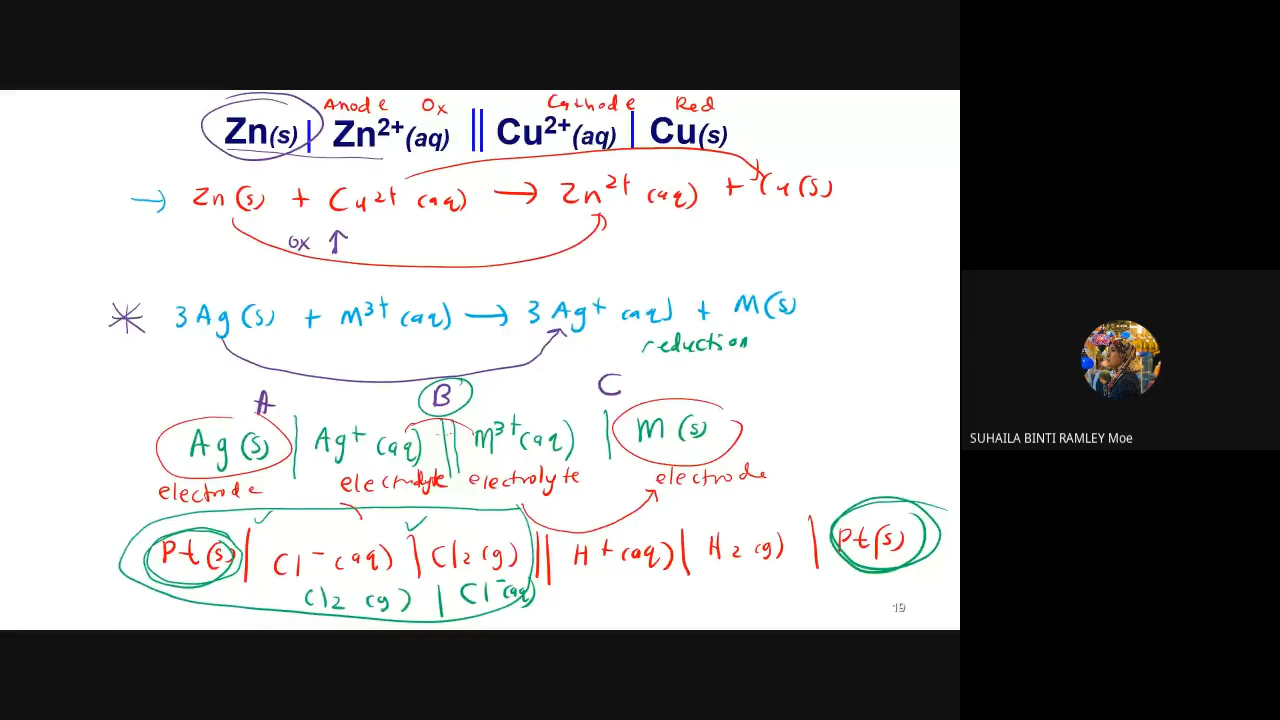 Anode Ox Cathode Red
Zn(s) | Zn²⁺(aq) || Cu²⁺(aq) | Cu(s)
→ Zn (s) + Cu²⁺ (aq) → Zn²⁺ (aq) + Cu(s)
ox ↑
* 3 Ag (s) + M³⁺ (aq) → 3 Ag⁺ (aq) + M(s)
reduction
A B C
Ag (s) | Ag⁺ (aq) || M³⁺ (aq) | M (s)
electrode electrolyte electrolyte electrode
✓ ✓
Pt(s) | Cl⁻ (aq) | Cl₂ (g) || H⁺ (aq) | H₂ (g) | Pt(s)
Cl₂ (g) | Cl⁻(aq)
19
SUHAILA BINTI RAMLEY Moe